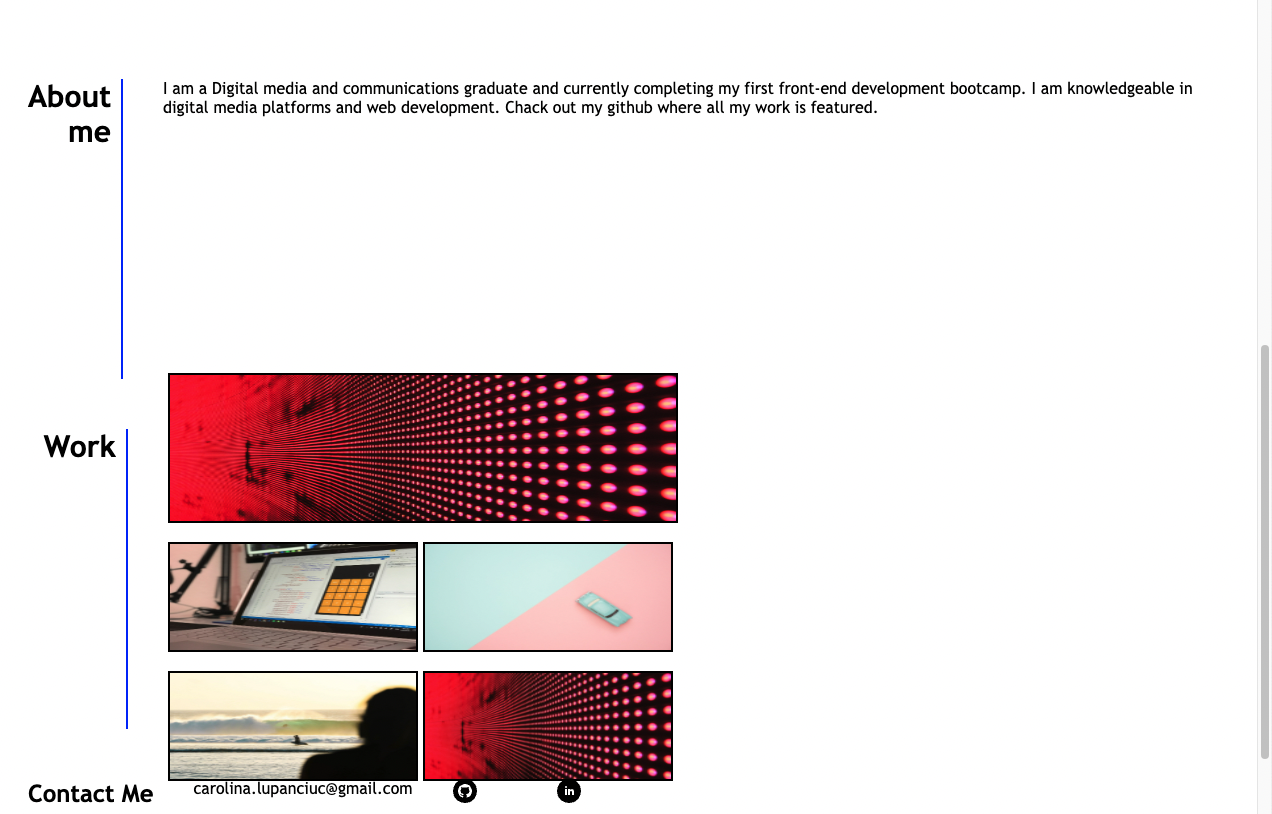 About
me
I am a Digital media and communications graduate and currently completing my first front-end development bootcamp. I am knowledgeable in
digital media platforms and web development. Chack out my github where all my work is featured.
Work
Contact Me
carolina.lupanciuc@gmail.com
in